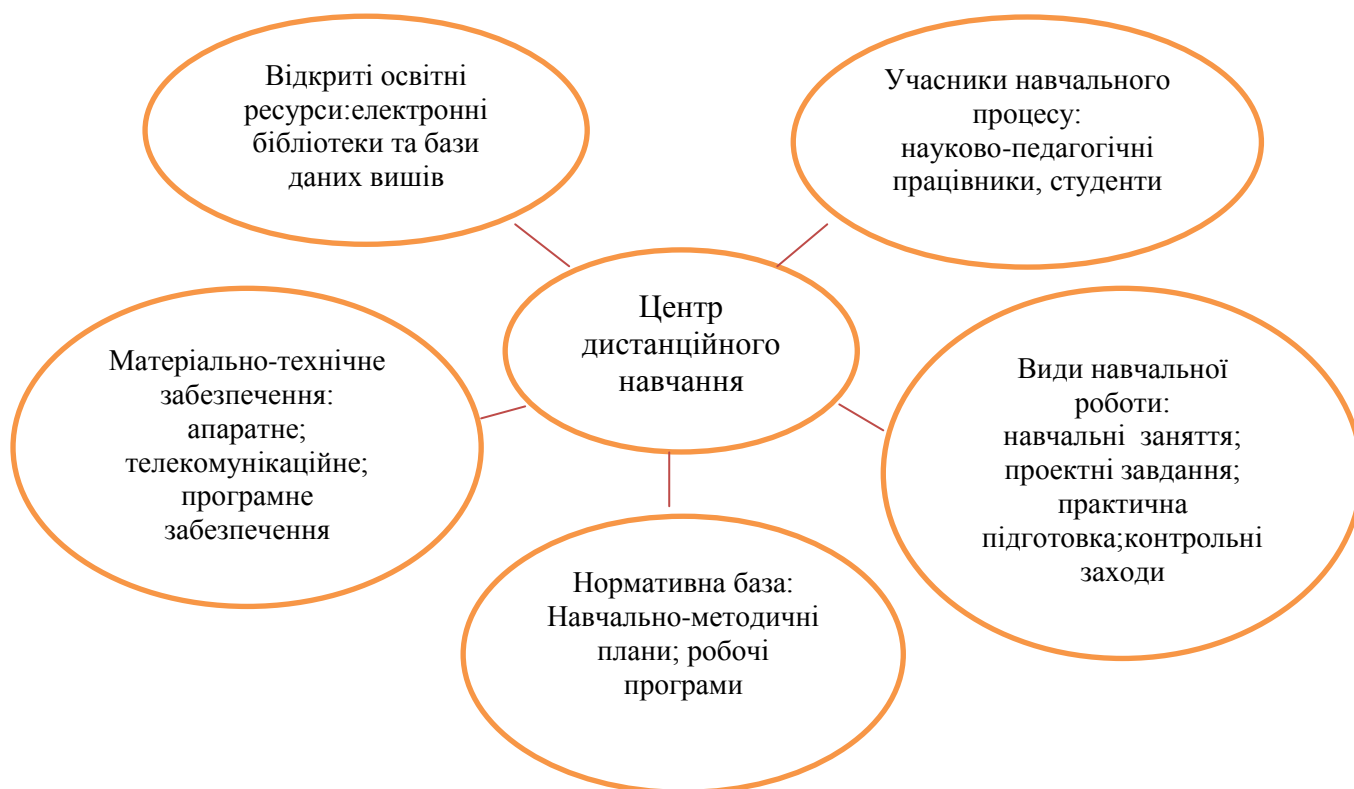 Відкриті освітні
ресурси:електронні
бібліотеки та бази
даних вишів
Учасники навчального
процесу:
науково-педагогічні
працівники, студенти
Центр
дистанційного
навчання
Матеріально-технічне
забезпечення:
апаратне;
телекомунікаційне;
програмне
забезпечення
Види навчальної
роботи:
навчальні  заняття;
проектні завдання;
практична
підготовка;контрольні
заходи
Нормативна база:
Навчально-методичні
плани; робочі
програми